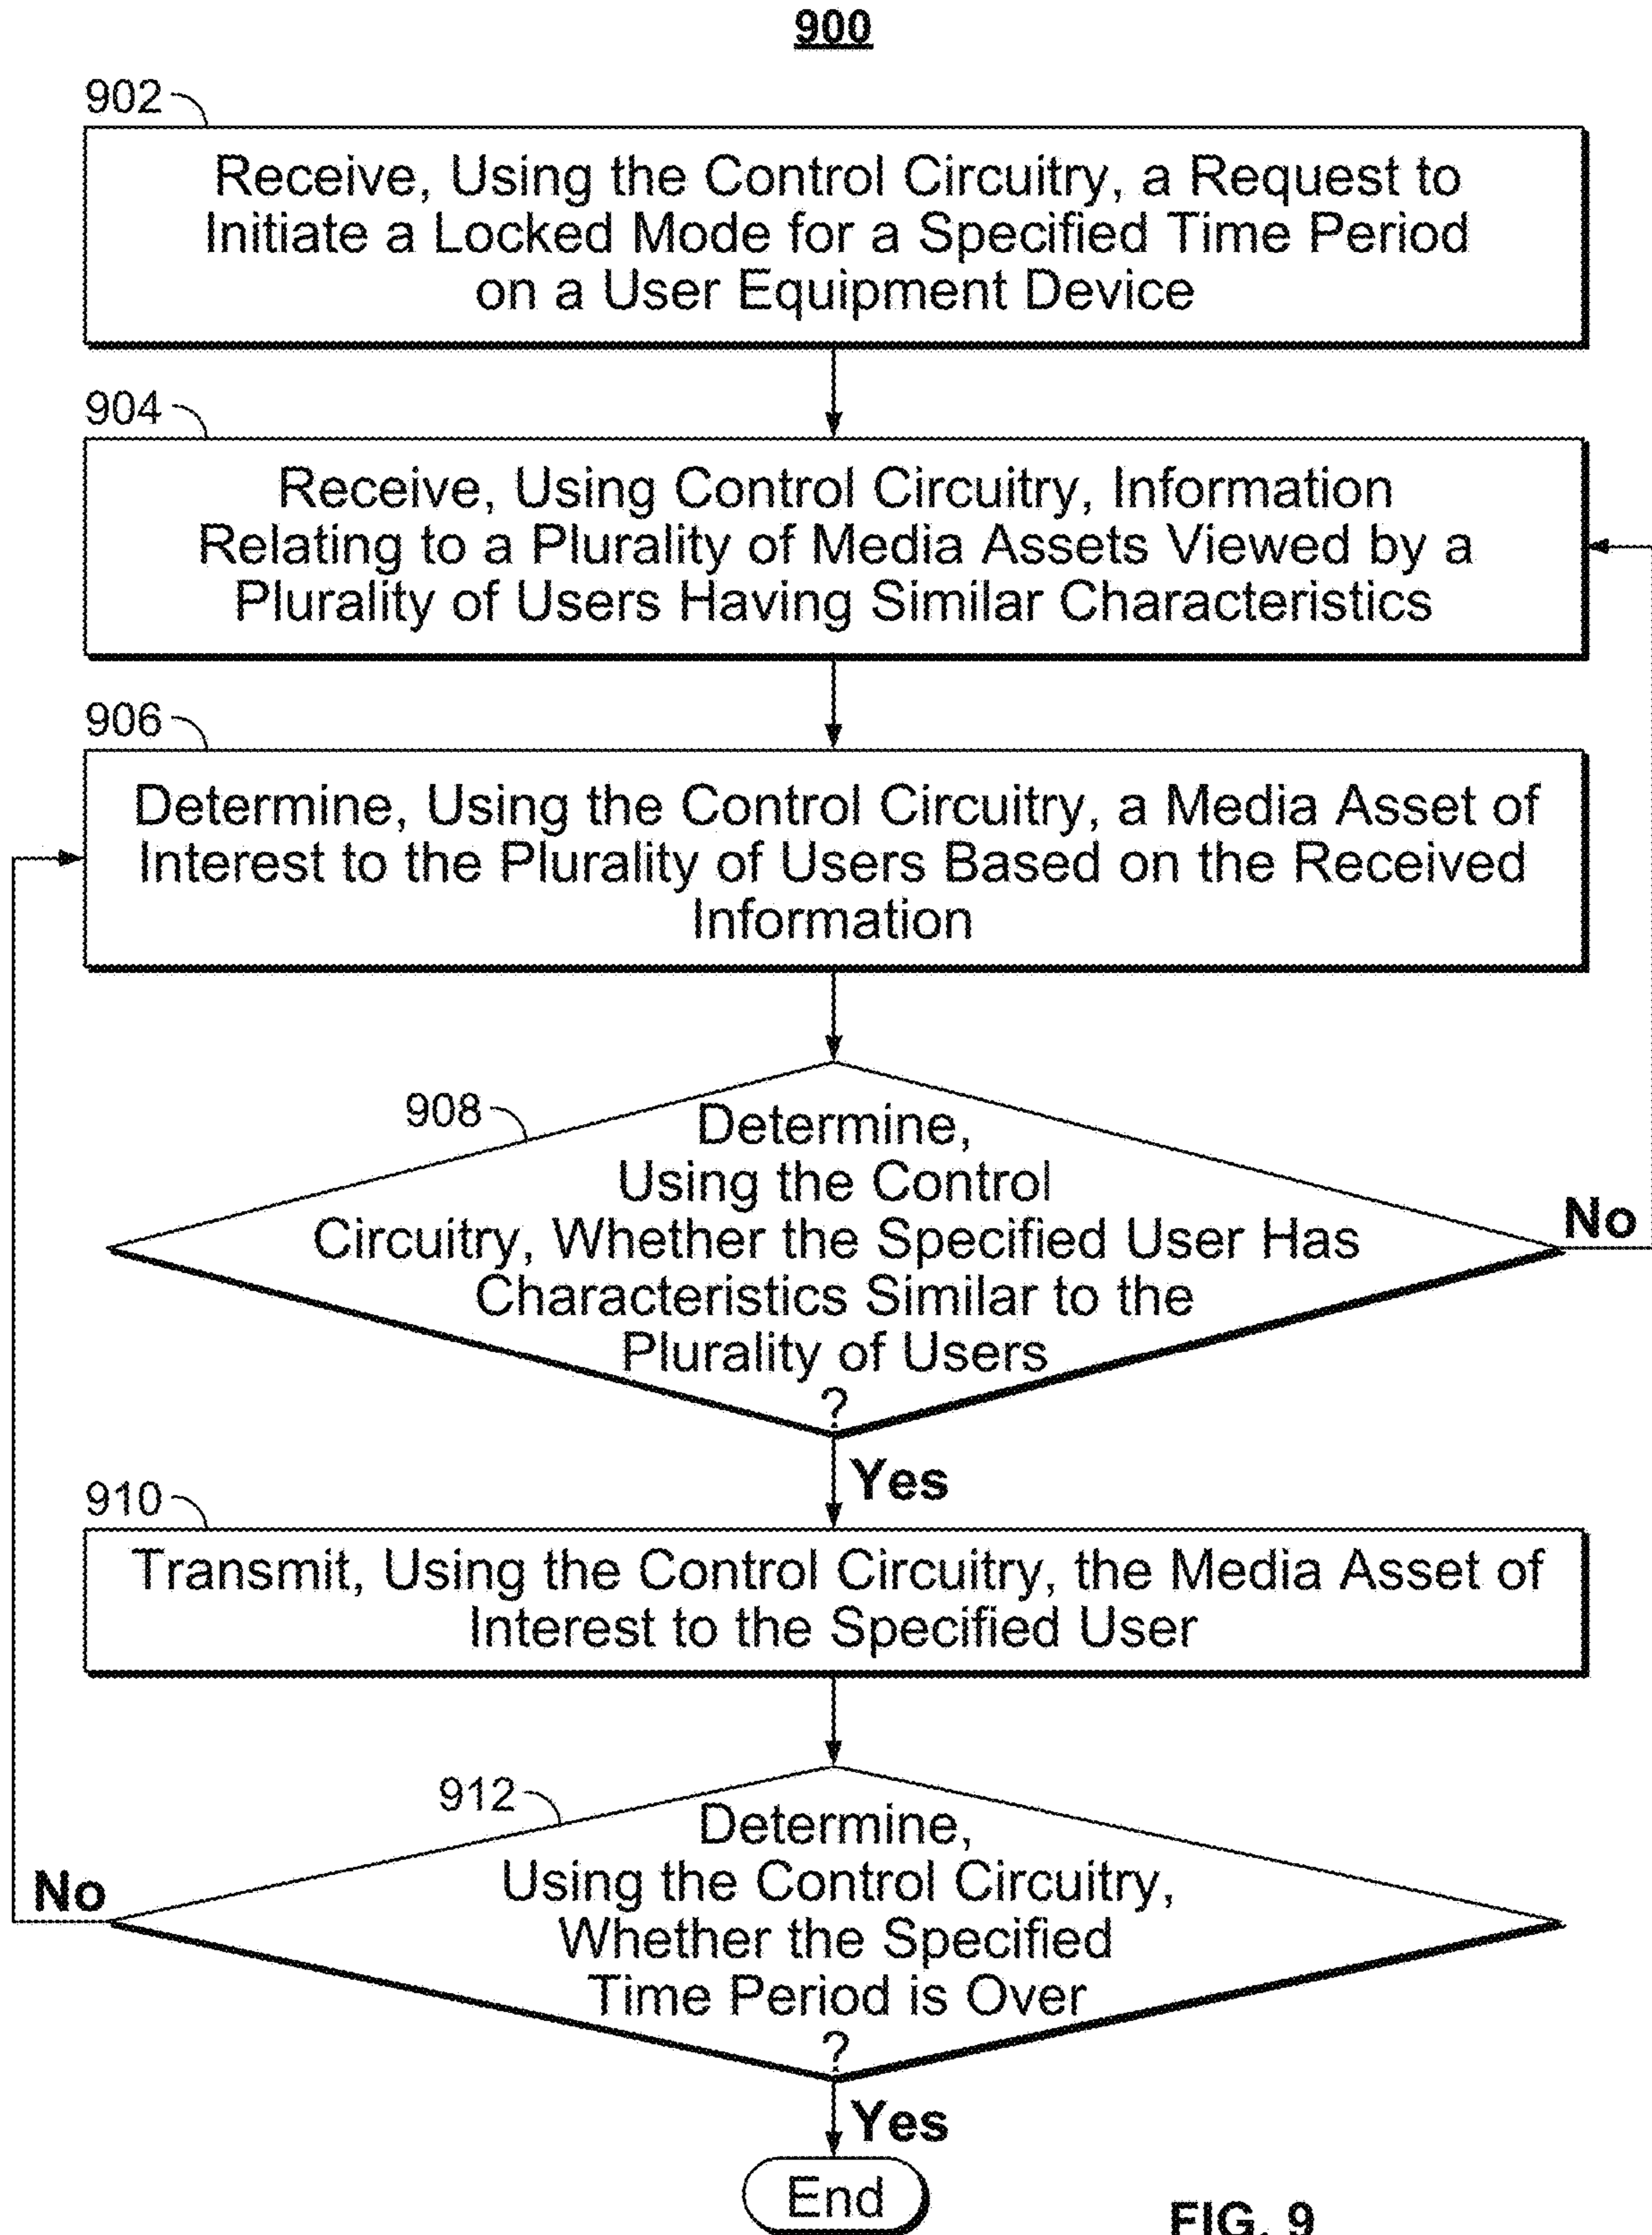 900
902
Receive, Using the Control Circuitry, a Request to
Initiate a Locked Mode for a Specified Time Period
on a User Equipment Device
904
Receive, Using Control Circuitry, Information
Relating to a Plurality of Media Assets Viewed by a
Plurality of Users Having Similar Characteristics
906
Determine, Using the Control Circuitry, a Media Asset of
Interest to the Plurality of Users Based on the Received
Information
908
Determine,
Using the Control
Circuitry, Whether the Specified User Has
Characteristics Similar to the
Plurality of Users
?
No
Yes
910
Transmit, Using the Control Circuitry, the Media Asset of
Interest to the Specified User
912
Determine,
Using the Control Circuitry,
Whether the Specified
Time Period is Over
?
No
Yes
End
FIG. 9